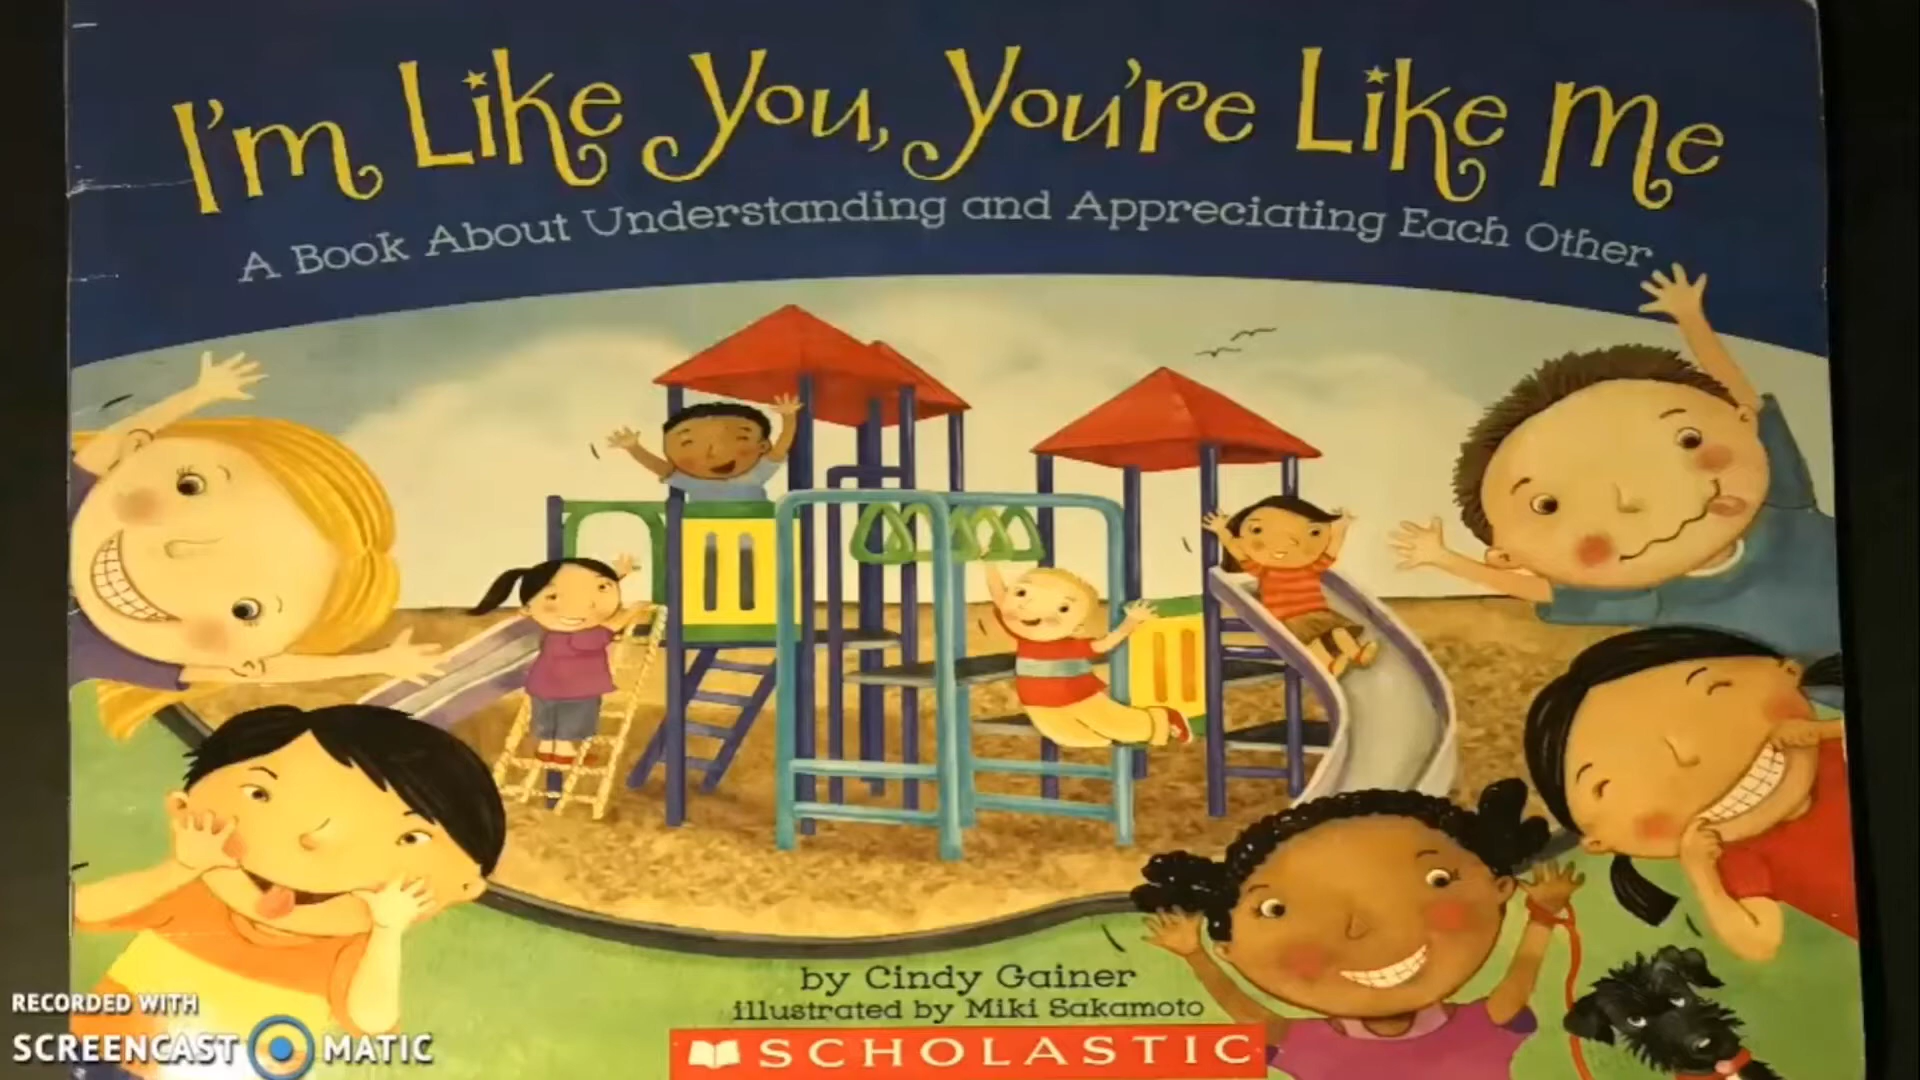 I'm Like You, You're Like Me
A Book About Understanding and Appreciating Each Other
by Cindy Gainer
illustrated by Miki Sakamoto
SCHOLASTIC
RECORDED WITH
SCREENCAST MATIC